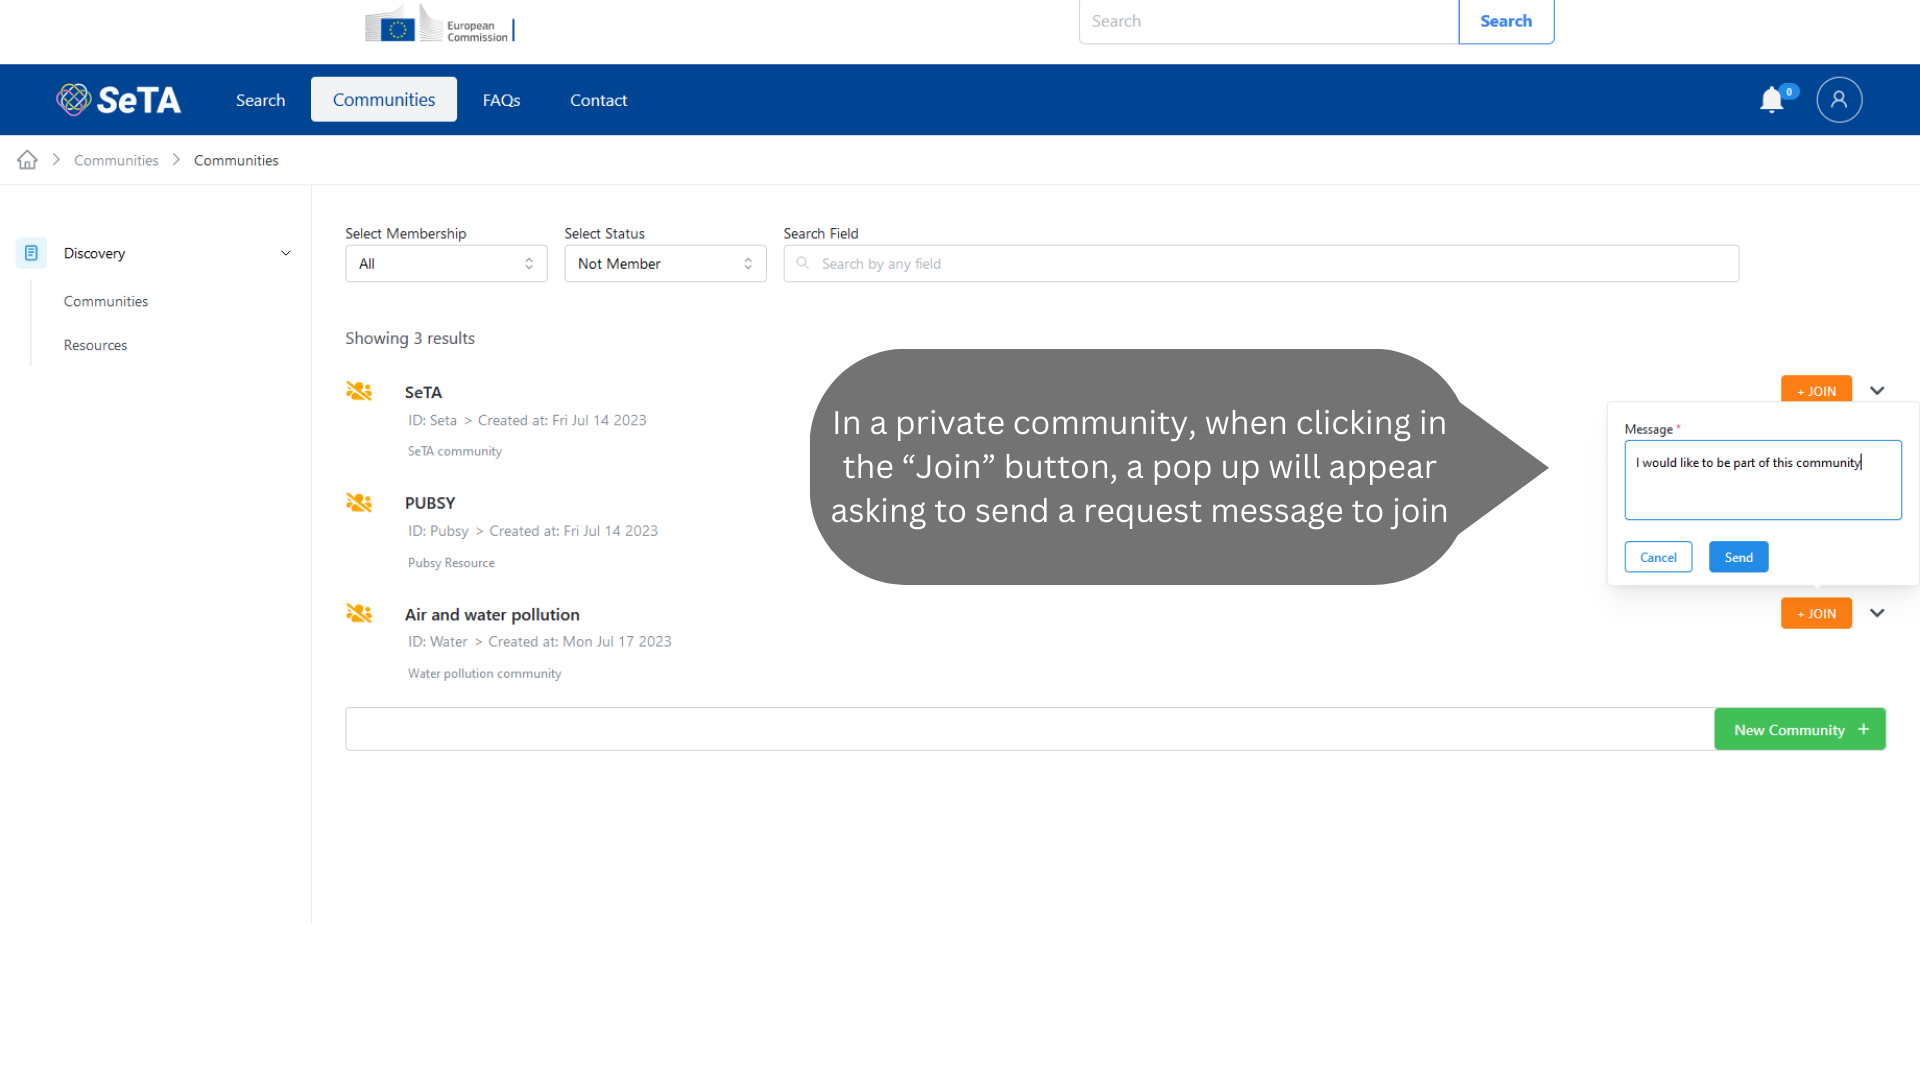 European
Commission
Search
Search
SeTA
Search
Communities
FAQs
Contact
0
Communities
Communities
Discovery
Communities
Resources
Select Membership
All
Select Status
Not Member
Search Field
Search by any field
Showing 3 results
SeTA
ID: Seta > Created at: Fri Jul 14 2023
SeTA community
+ JOIN
PUBSY
ID: Pubsy > Created at: Fri Jul 14 2023
Pubsy Resource
In a private community, when clicking in
the “Join” button, a pop up will appear
asking to send a request message to join
Message *
I would like to be part of this community
Cancel
Send
Air and water pollution
ID: Water > Created at: Mon Jul 17 2023
Water pollution community
+ JOIN
New Community +